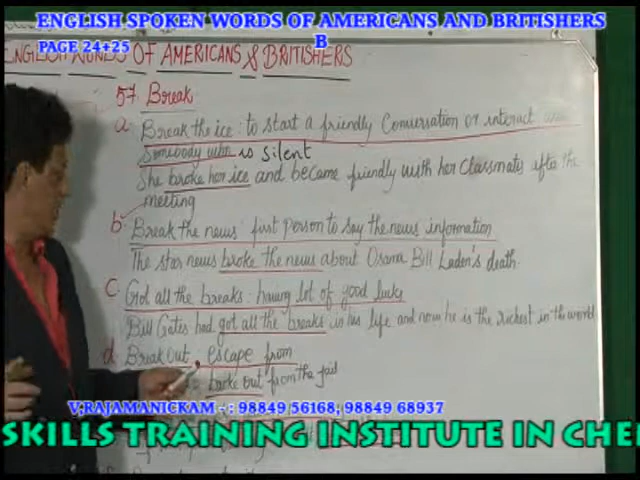 ENGLISH SPOKEN WORDS OF AMERICANS AND BRITISHERS
B
PAGE 24+25
ENGLISH WORDS OF AMERICANS & BRITISHERS
57 Break
a. Break the ice : to start a friendly Conversation or interact
Somebody who is silent
She broke her ice and became friendly with her classmates after the
meeting
b. Break the news : first person to say the news information
The star news broke the news about Osama Bill Laden's death.
C. Got all the breaks : having lot of good lucks
Bill Gates had got all the breaks in his life and now he is the richest in the world
d. Break out , escape from
broke out from the jail
V.RAJAMANICKAM - : 98849 56168, 98849 68937
SKILLS TRAINING INSTITUTE IN CHE